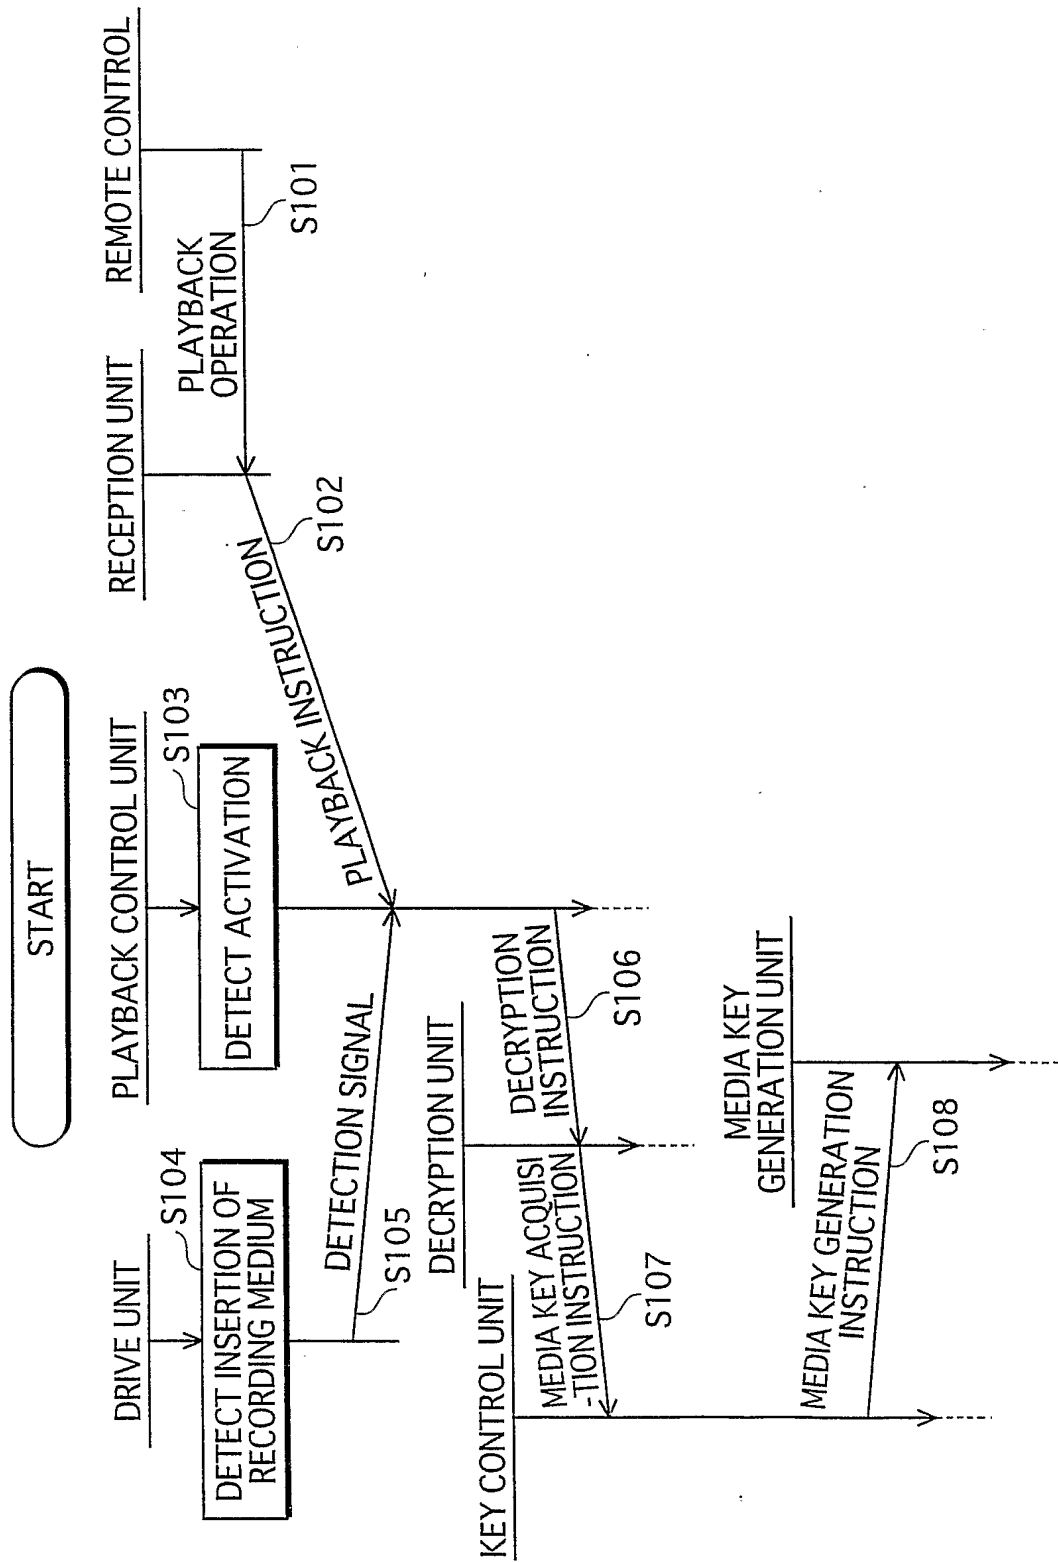 START
DRIVE UNIT
PLAYBACK CONTROL UNIT
RECEPTION UNIT
REMOTE CONTROL
S104
DETECT INSERTION OF
RECORDING MEDIUM
S103
DETECT ACTIVATION
PLAYBACK
OPERATION
S101
PLAYBACK INSTRUCTION
S102
DETECTION SIGNAL
S105
DECRYPTION UNIT
KEY CONTROL UNIT
DECRYPTION
INSTRUCTION
S106
MEDIA KEY ACQUISI
-TION INSTRUCTION
S107
MEDIA KEY
GENERATION UNIT
MEDIA KEY GENERATION
INSTRUCTION
S108